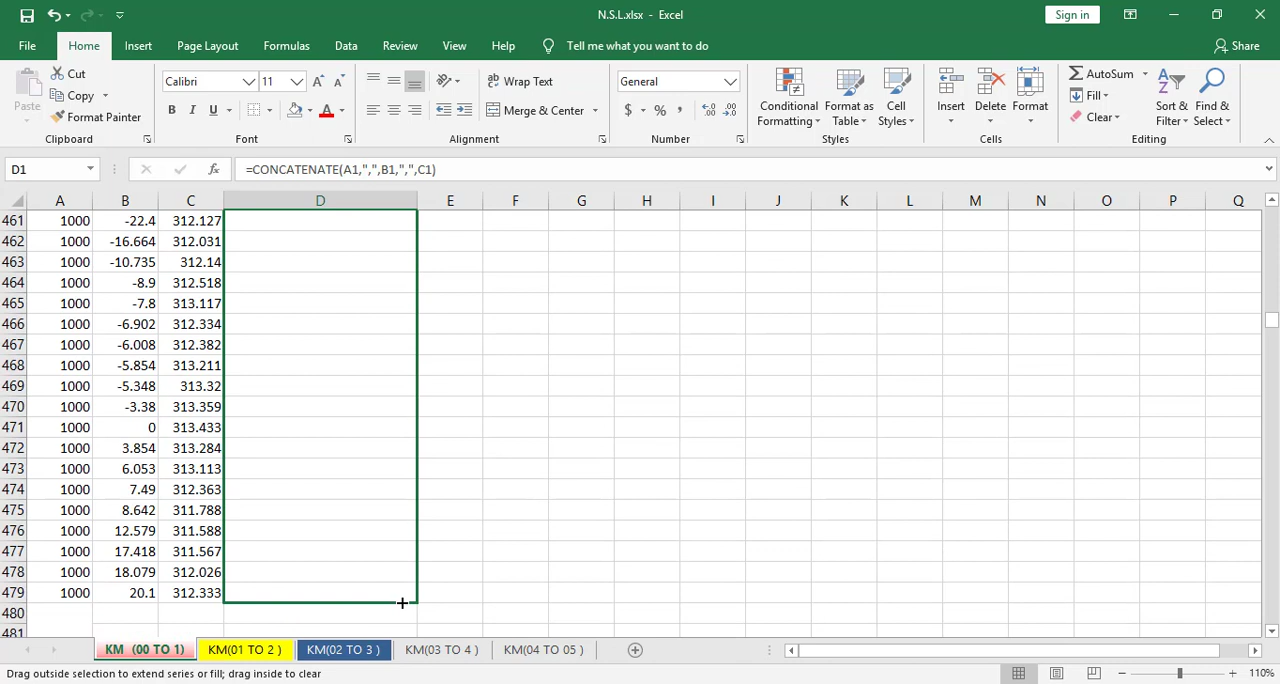 N.S.L.xlsx - Excel
Sign in
File Home Insert Page Layout Formulas Data Review View Help Tell me what you want to do Share
Paste Cut Copy Format Painter
Calibri 11
B I U A
ab Wrap Text
Merge & Center
General
$ % ,
Conditional Formatting
Format as Table
Cell Styles
Insert Delete Format
AutoSum Fill Clear
Sort & Filter
Find & Select
Clipboard Font Alignment Number Styles Cells Editing
D1 fx =CONCATENATE(A1,",",B1,",",C1)
A B C D E F G H I J K L M N O P Q
461 1000 -22.4 312.127
462 1000 -16.664 312.031
463 1000 -10.735 312.14
464 1000 -8.9 312.518
465 1000 -7.8 313.117
466 1000 -6.902 312.334
467 1000 -6.008 312.382
468 1000 -5.854 313.211
469 1000 -5.348 313.32
470 1000 -3.38 313.359
471 1000 0 313.433
472 1000 3.854 313.284
473 1000 6.053 313.113
474 1000 7.49 312.363
475 1000 8.642 311.788
476 1000 12.579 311.588
477 1000 17.418 311.567
478 1000 18.079 312.026
479 1000 20.1 312.333
480
481
KM (00 TO 1) KM(01 TO 2 ) KM(02 TO 3 ) KM(03 TO 4 ) KM(04 TO 05 )
Drag outside selection to extend series or fill; drag inside to clear 110%